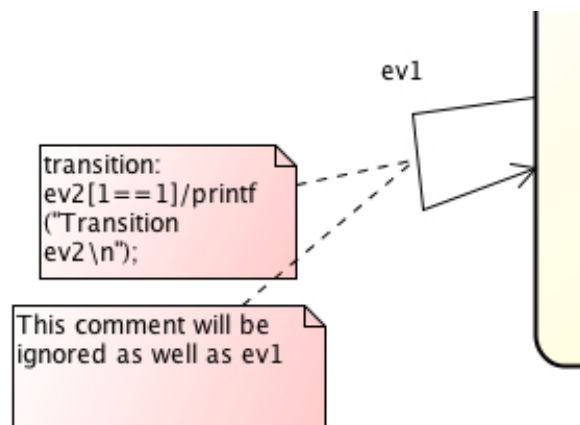 ev1
transition:
ev2[1==1]/printf
("Transition
ev2\n");
This comment will be
ignored as well as ev1